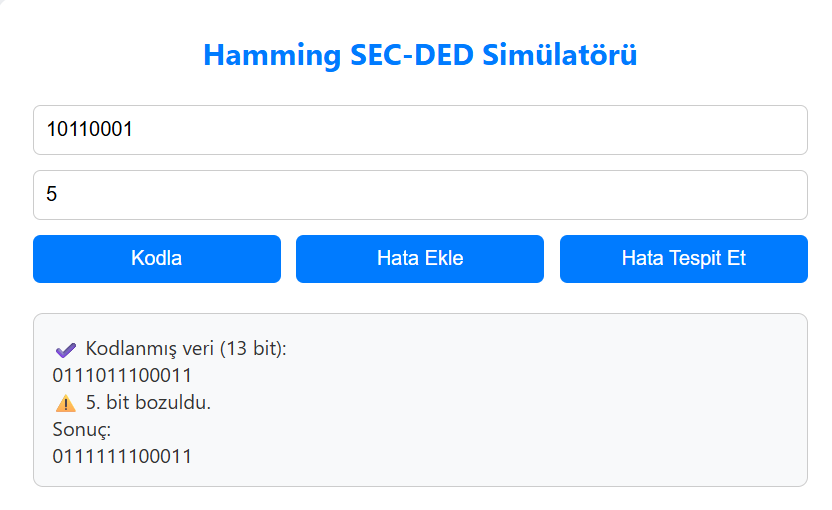 Hamming SEC-DED Simülatörü
10110001
5
Kodla Hata Ekle Hata Tespit Et
✔ Kodlanmış veri (13 bit):
0111011100011
⚠ 5. bit bozuldu.
Sonuç:
0111111100011